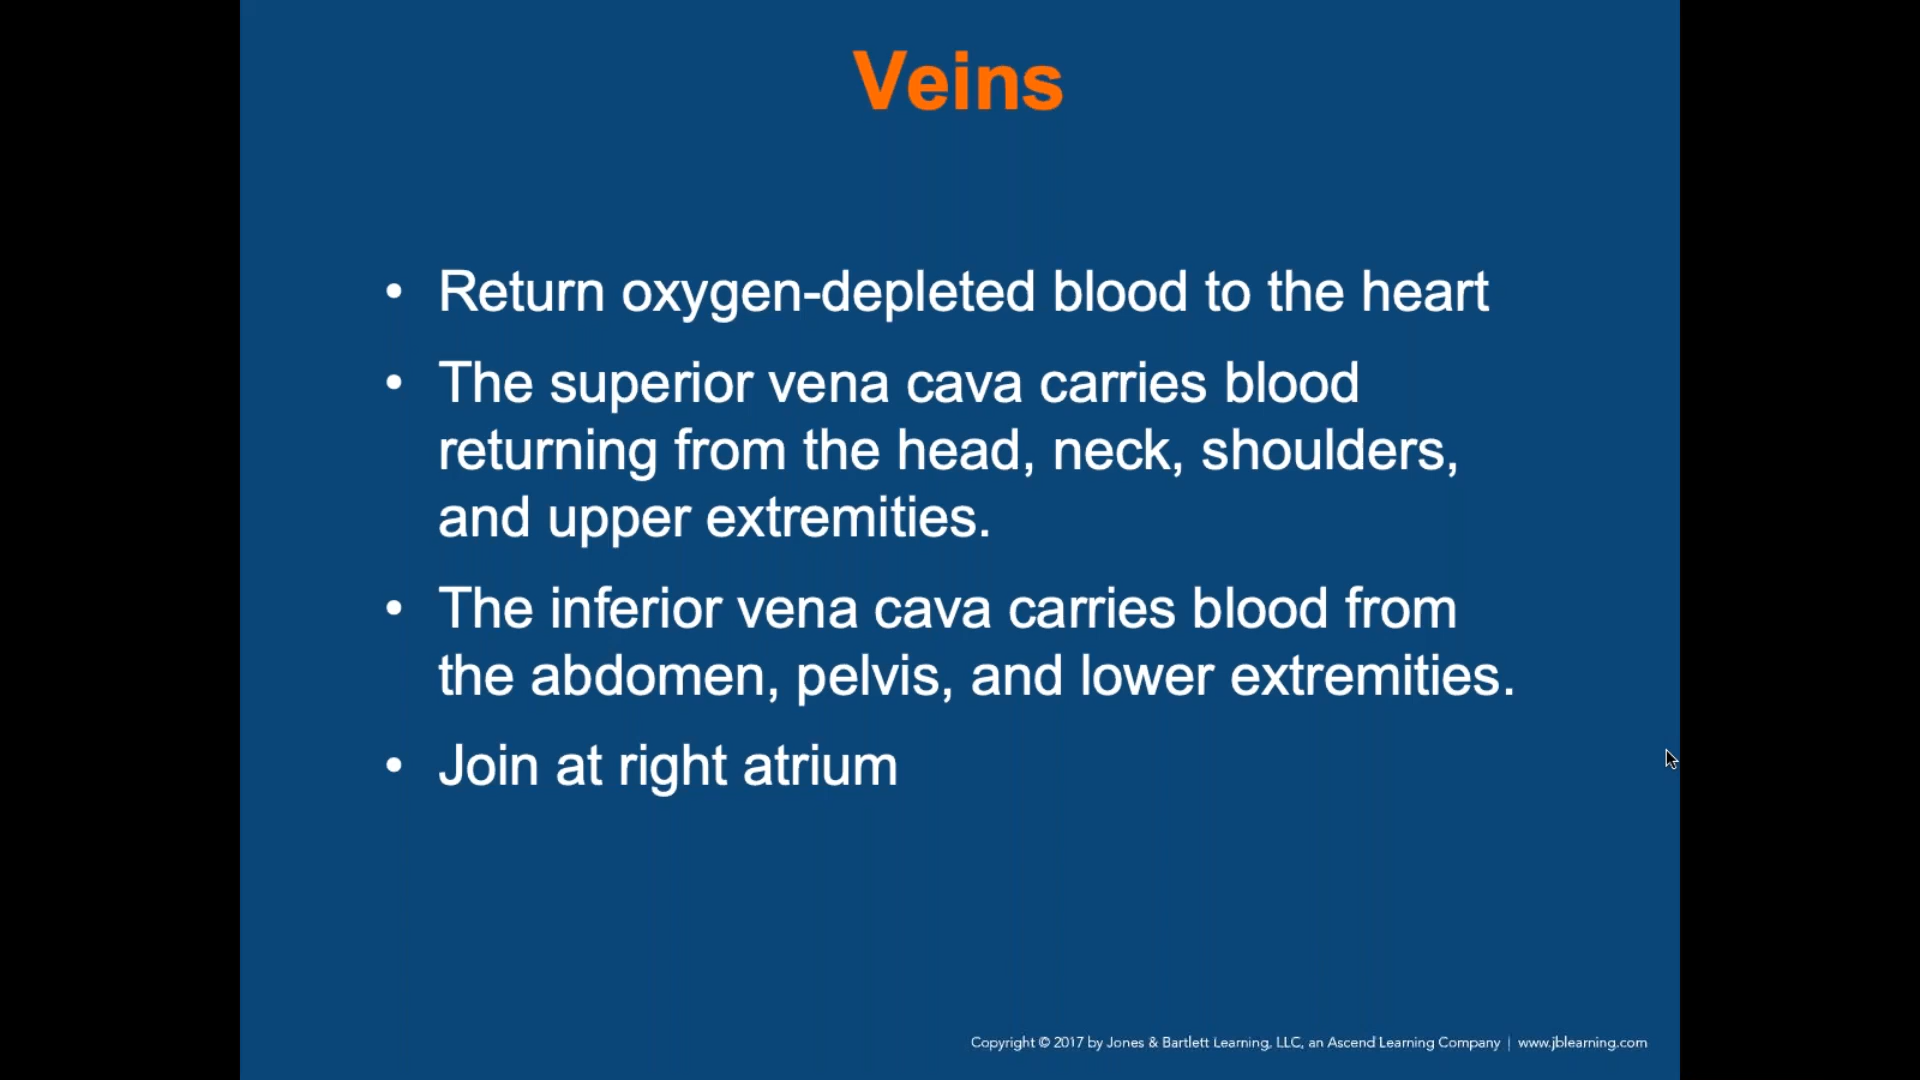 Veins
• Return oxygen-depleted blood to the heart
• The superior vena cava carries blood
returning from the head, neck, shoulders,
and upper extremities.
• The inferior vena cava carries blood from
the abdomen, pelvis, and lower extremities.
• Join at right atrium
Copyright © 2017 by Jones & Bartlett Learning, LLC, an Ascend Learning Company | www.jblearning.com